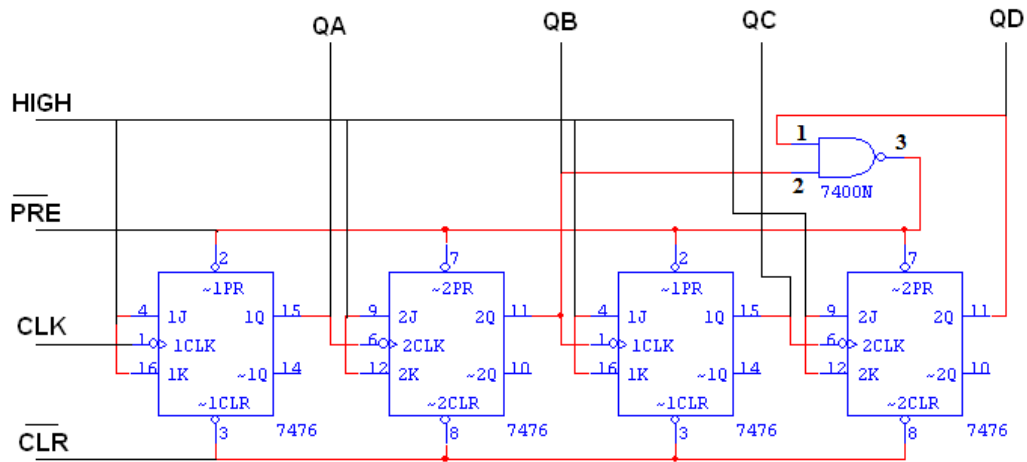 QA QB QC QD
HIGH
1 3
2
7400N
PRE
2 7 2 7
~1PR ~2PR ~1PR ~2PR
4 1J 1Q 15 9 2J 2Q 11 4 1J 1Q 15 9 2J 2Q 11
CLK 1 1CLK 6 2CLK 1 1CLK 6 2CLK
16 1K ~1Q 14 12 2K ~2Q 10 16 1K ~1Q 14 12 2K ~2Q 10
~1CLR ~2CLR ~1CLR ~2CLR
3 7476 8 7476 3 7476 8 7476
CLR